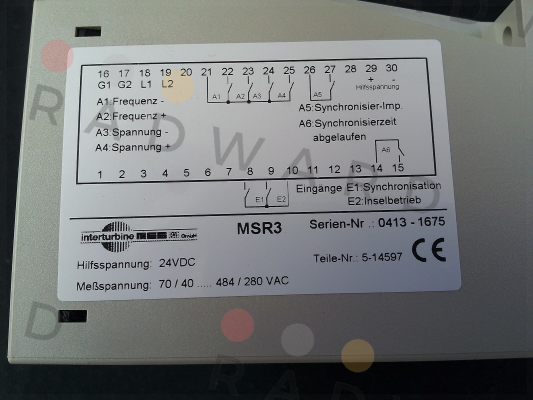 16 17 18 19 20 21 22 23 24 25 26 27 28 29 30
G1 G2 L1 L2 + -
Hilfsspannung
A1 A2 A3 A4 A5
A1:Frequenz -
A2:Frequenz +
A3:Spannung -
A4:Spannung +
A5:Synchronisier-Imp.
A6:Synchronisierzeit
abgelaufen
A6
1 2 3 4 5 6 7 8 9 10 11 12 13 14 15
E1 E2
Eingänge E1:Synchronisation
E2:Inselbetrieb
interturbine GmbH
MSR3
Serien-Nr .: 0413 - 1675
Hilfsspannung: 24VDC
Teile-Nr.: 5-14597
CE
Meßspannung: 70 / 40 ..... 484 / 280 VAC
RADWARD